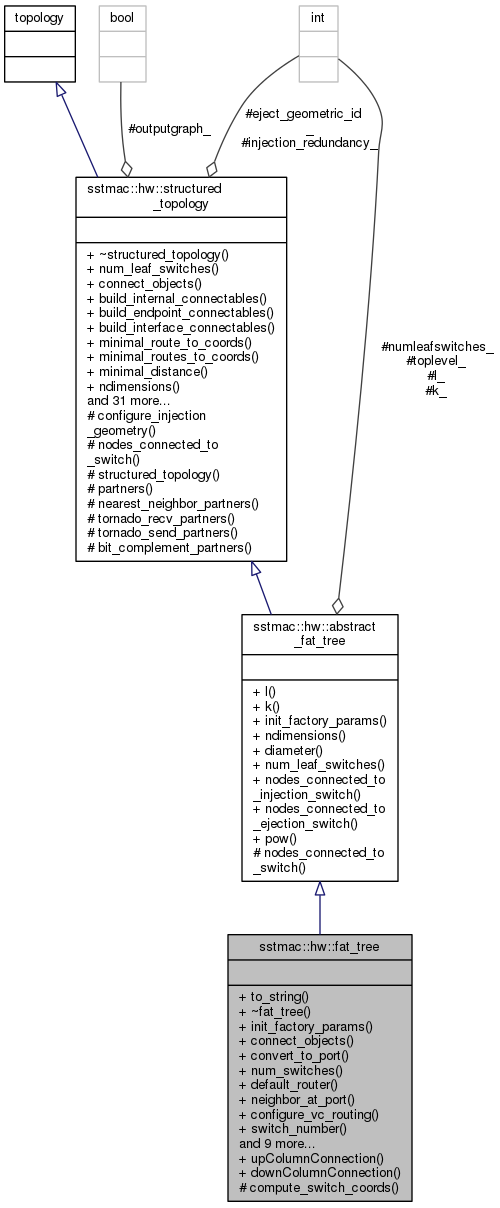 topology
bool
int
#outputgraph_
#eject_geometric_id
_
#injection_redundancy_
sstmac::hw::structured
_topology
+ ~structured_topology()
+ num_leaf_switches()
+ connect_objects()
+ build_internal_connectables()
+ build_endpoint_connectables()
+ build_interface_connectables()
+ minimal_route_to_coords()
+ minimal_routes_to_coords()
+ minimal_distance()
+ ndimensions()
and 31 more...
# configure_injection
_geometry()
# nodes_connected_to
_switch()
# structured_topology()
# partners()
# nearest_neighbor_partners()
# tornado_recv_partners()
# tornado_send_partners()
# bit_complement_partners()
#numleafswitches_
#toplevel_
#l_
#k_
sstmac::hw::abstract
_fat_tree
+ l()
+ k()
+ init_factory_params()
+ ndimensions()
+ diameter()
+ num_leaf_switches()
+ nodes_connected_to
_injection_switch()
+ nodes_connected_to
_ejection_switch()
+ pow()
# nodes_connected_to
_switch()
sstmac::hw::fat_tree
+ to_string()
+ ~fat_tree()
+ init_factory_params()
+ connect_objects()
+ convert_to_port()
+ num_switches()
+ default_router()
+ neighbor_at_port()
+ configure_vc_routing()
+ switch_number()
and 9 more...
+ upColumnConnection()
+ downColumnConnection()
# compute_switch_coords()